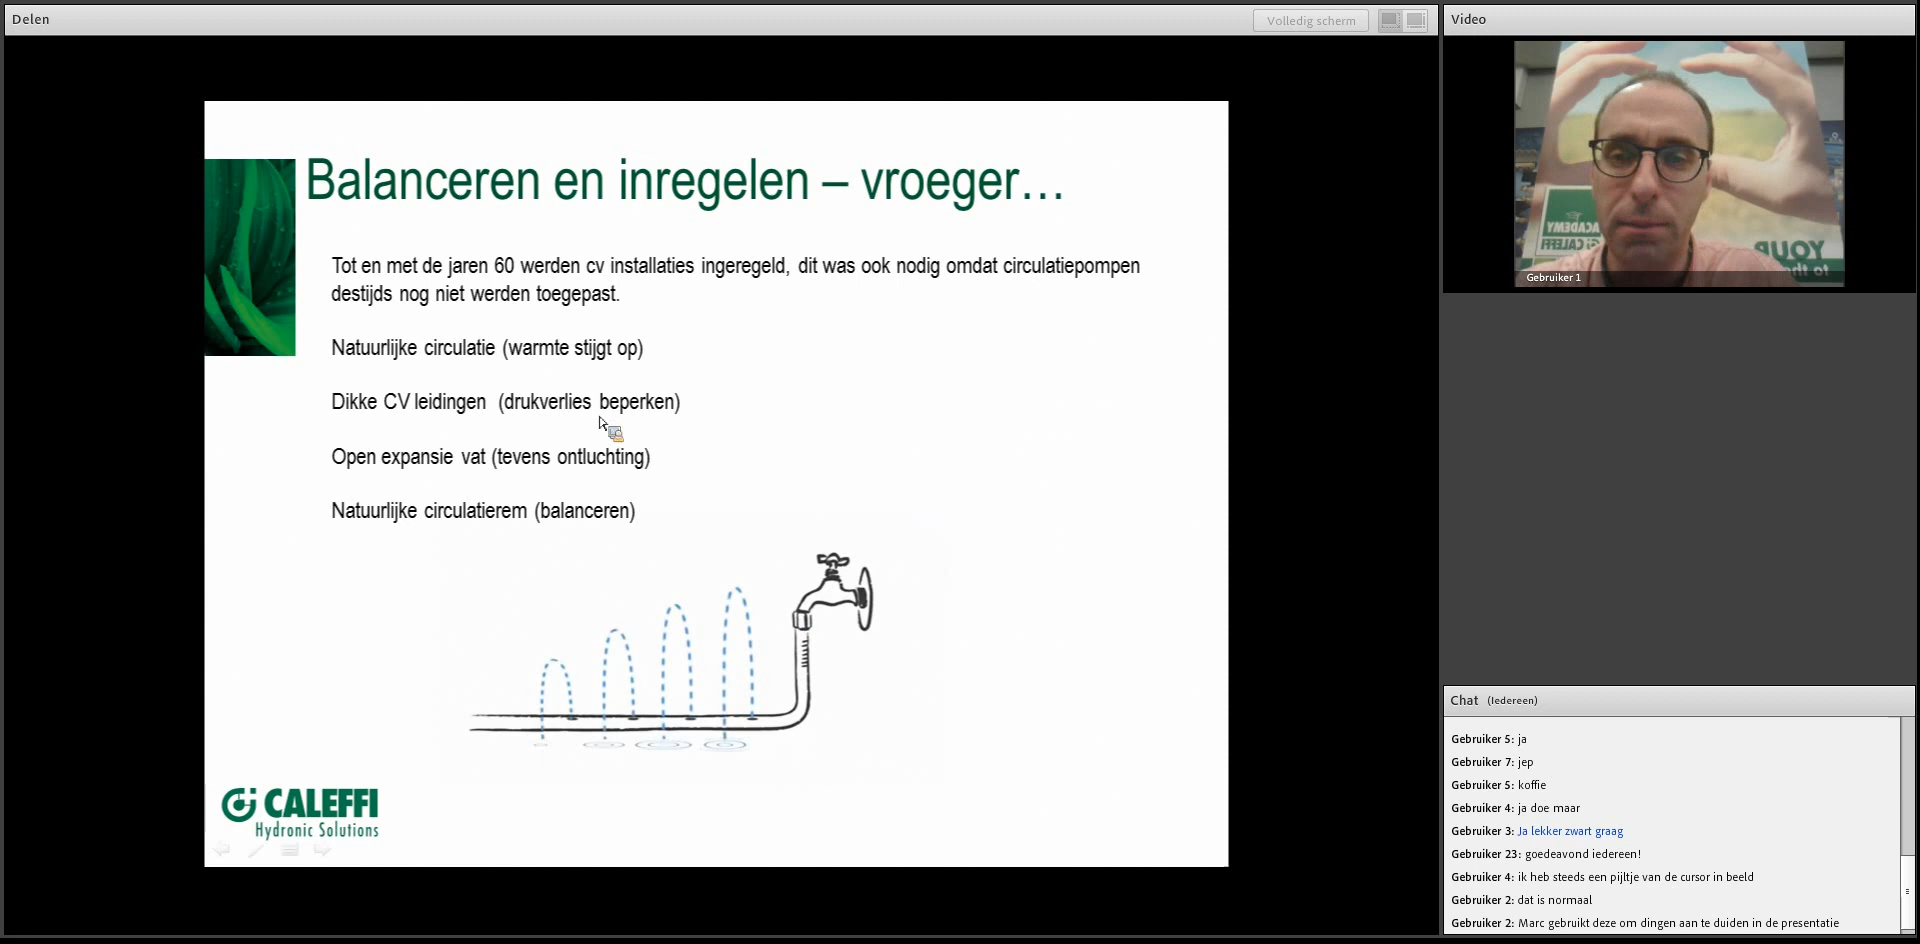 Delen
Volledig scherm
Video
Balanceren en inregelen – vroeger...
Tot en met de jaren 60 werden cv installaties ingeregeld, dit was ook nodig omdat circulatiepompen
destijds nog niet werden toegepast.
Natuurlijke circulatie (warmte stijgt op)
Dikke CV leidingen (drukverlies beperken)
Open expansie vat (tevens ontluchting)
Natuurlijke circulatierem (balanceren)
CALEFFI
Hydronic Solutions
ACADEMY
CALEFFI
YOUR
to the
Gebruiker 1
Chat (Iedereen)
Gebruiker 5: ja
Gebruiker 7: jep
Gebruiker 5: koffie
Gebruiker 4: ja doe maar
Gebruiker 3: Ja lekker zwart graag
Gebruiker 23: goedeavond iedereen!
Gebruiker 4: ik heb steeds een pijltje van de cursor in beeld
Gebruiker 2: dat is normaal
Gebruiker 2: Marc gebruikt deze om dingen aan te duiden in de presentatie